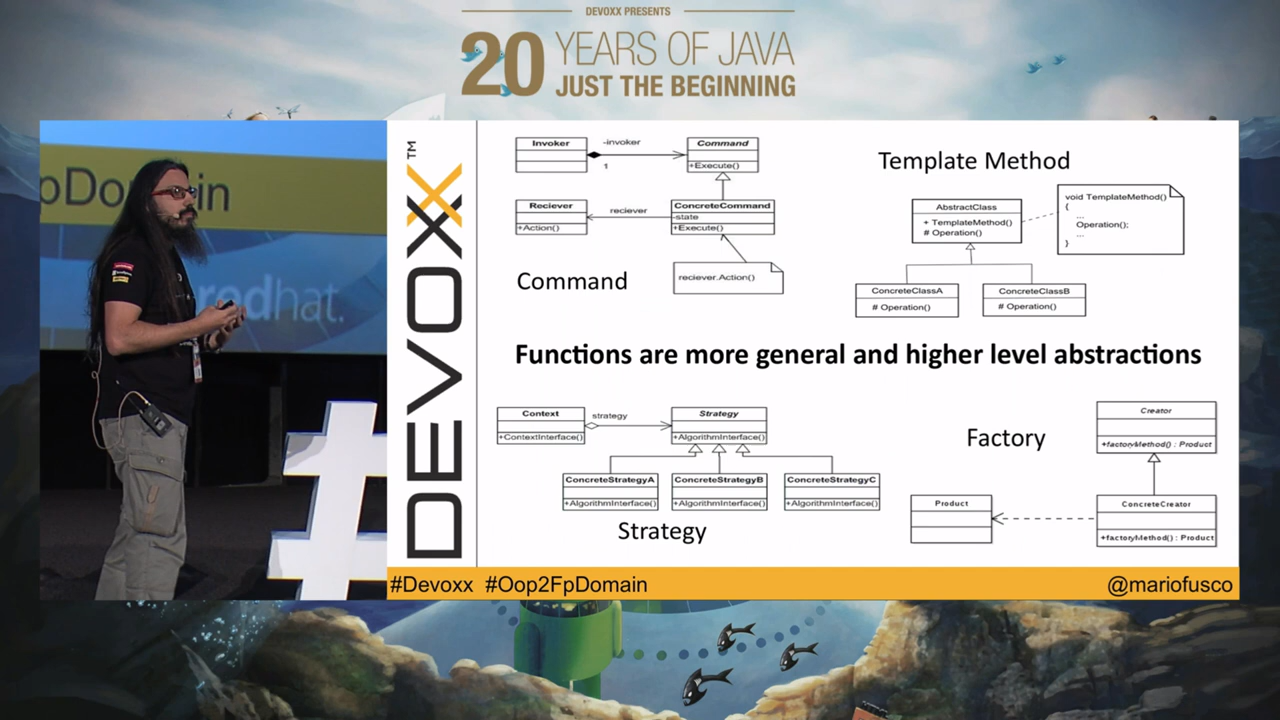 DEVOXX PRESENTS
20 YEARS OF JAVA
JUST THE BEGINNING
pDomain
redhat.
DEVOXX™
Invoker
-invoker
1
Command
+Execute()
Reciever
+Action()
reciever
ConcreteCommand
-state
+Execute()
reciever.Action()
Command
Template Method
AbstractClass
+ TemplateMethod()
# Operation()
void TemplateMethod()
{
...
Operation();
...
}
ConcreteClassA
# Operation()
ConcreteClassB
# Operation()
Functions are more general and higher level abstractions
Context
+ContextInterface()
strategy
Strategy
+AlgorithmInterface()
ConcreteStrategyA
+AlgorithmInterface()
ConcreteStrategyB
+AlgorithmInterface()
ConcreteStrategyC
+AlgorithmInterface()
Strategy
Factory
Creator
+factoryMethod() : Product
Product
ConcreteCreator
+factoryMethod() : Product
#Devoxx #Oop2FpDomain
@mariofusco